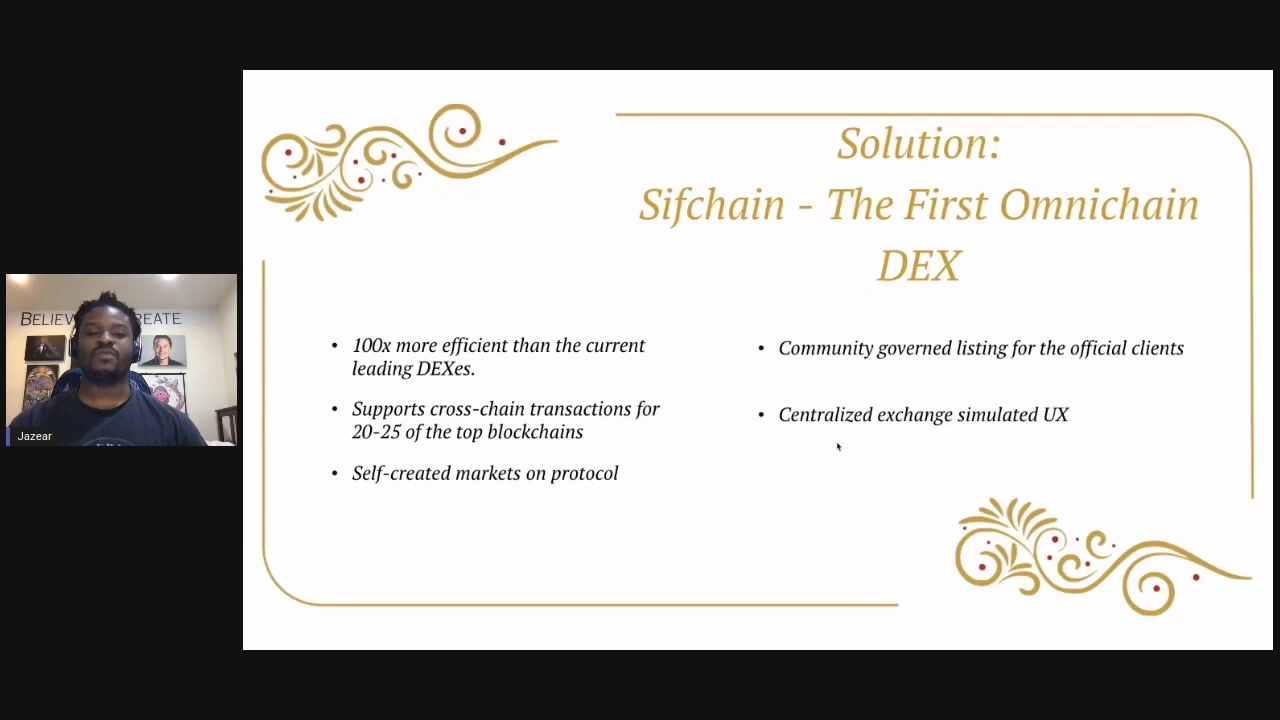 Solution:
Sifchain - The First Omnichain
DEX
• 100x more efficient than the current
leading DEXes.
• Supports cross-chain transactions for
20-25 of the top blockchains
• Self-created markets on protocol
• Community governed listing for the official clients
• Centralized exchange simulated UX
Jazear